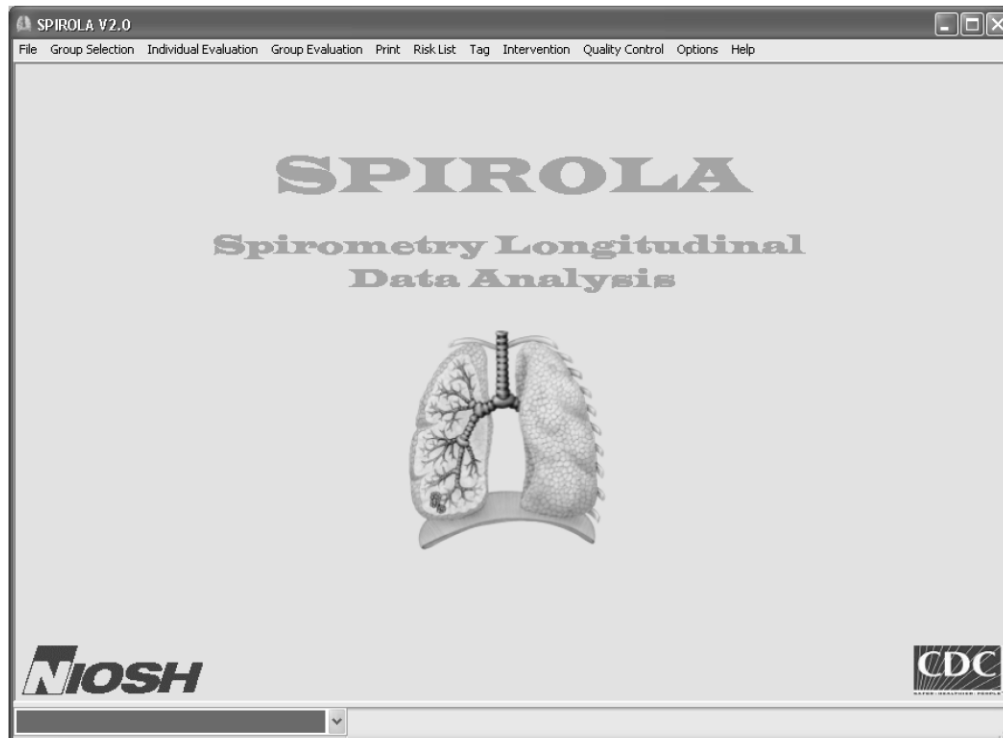 SPIROLA V2.0
File Group Selection Individual Evaluation Group Evaluation Print Risk List Tag Intervention Quality Control Options Help
SPIROLA
Spirometry Longitudinal
Data Analysis
NIOSH
CDC